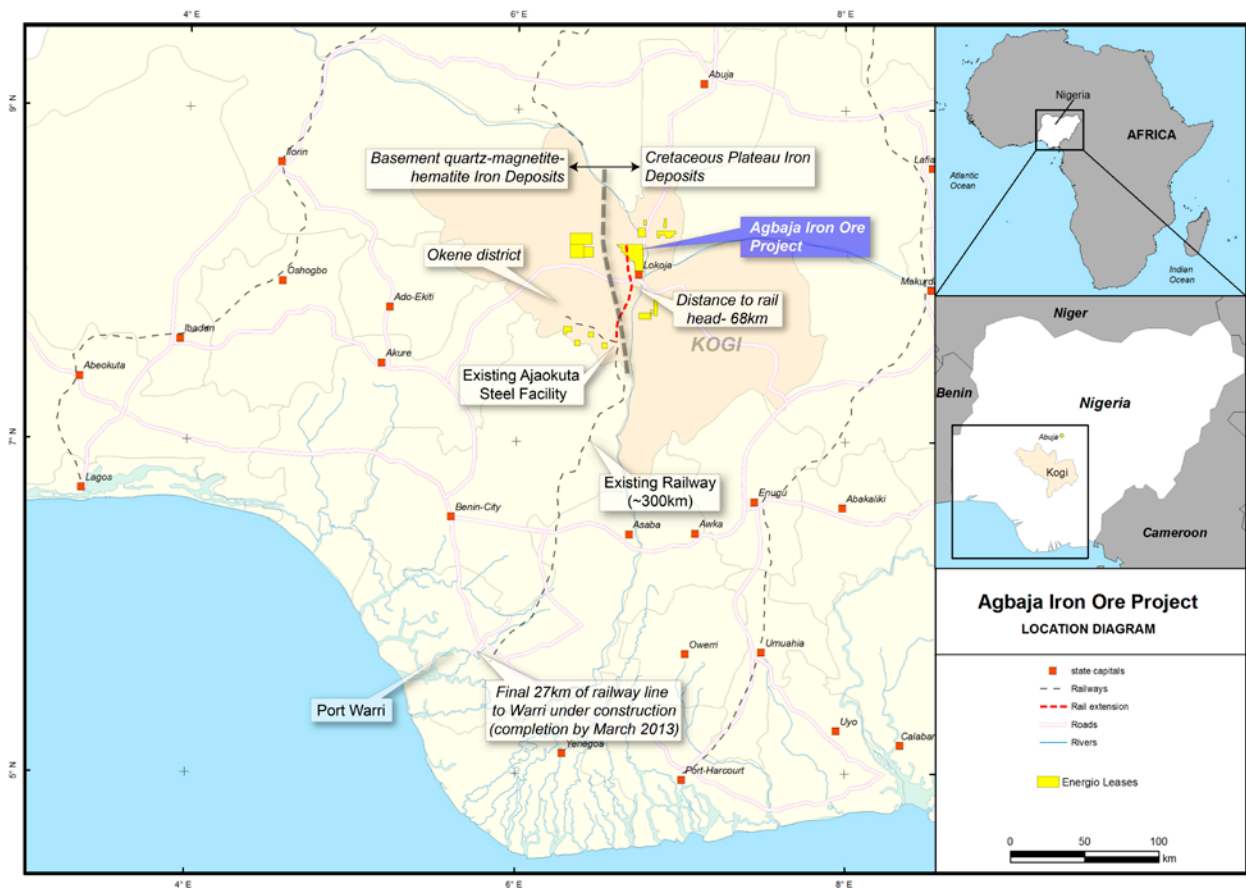 4° E
6° E
8° E
9° N
7° N
5° N
Abuja
Ilorin
Basement quartz-magnetite-
hematite Iron Deposits
Cretaceous Plateau Iron
Deposits
Lafia
Agbaja Iron Ore
Project
Okene district
Lokoja
Oshogbo
Makurdi
Ado-Ekiti
Distance to rail
head- 68km
Ibadan
KOGI
Akure
Abeokuta
Existing Ajaokuta
Steel Facility
Lagos
Existing Railway
(~300km)
Enugu
Abakaliki
Benin-City
Asaba
Awka
Owerri
Umuahia
Port Warri
Final 27km of railway line
to Warri under construction
(completion by March 2013)
Yenegoa
Uyo
Calabar
Port-Harcourt
4° E
6° E
8° E
Nigeria
AFRICA
Atlantic
Ocean
Indian
Ocean
Niger
Benin
Nigeria
Abuja
Kogi
Cameroon
Agbaja Iron Ore Project
LOCATION DIAGRAM
state capitals
Railways
Rail extension
Roads
Rivers
Energio Leases
0 50 100
km